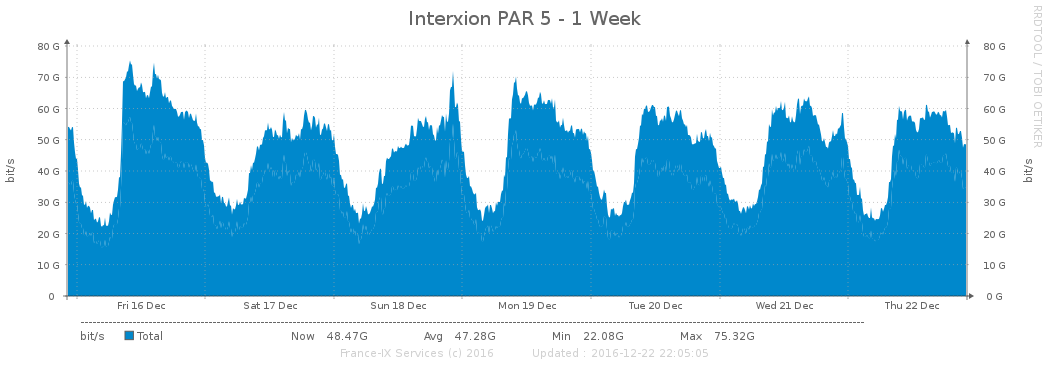 Interxion PAR 5 - 1 Week
RRDTOOL / TOBI OETIKER
80 G 80 G
70 G 70 G
60 G 60 G
50 G 50 G
40 G 40 G
30 G 30 G
20 G 20 G
10 G 10 G
0 0 G
bit/s
bit/s
Fri 16 Dec Sat 17 Dec Sun 18 Dec Mon 19 Dec Tue 20 Dec Wed 21 Dec Thu 22 Dec
bit/s Total Now 48.47G Avg 47.28G Min 22.08G Max 75.32G
France-IX Services (c) 2016 Updated : 2016-12-22 22:05:05